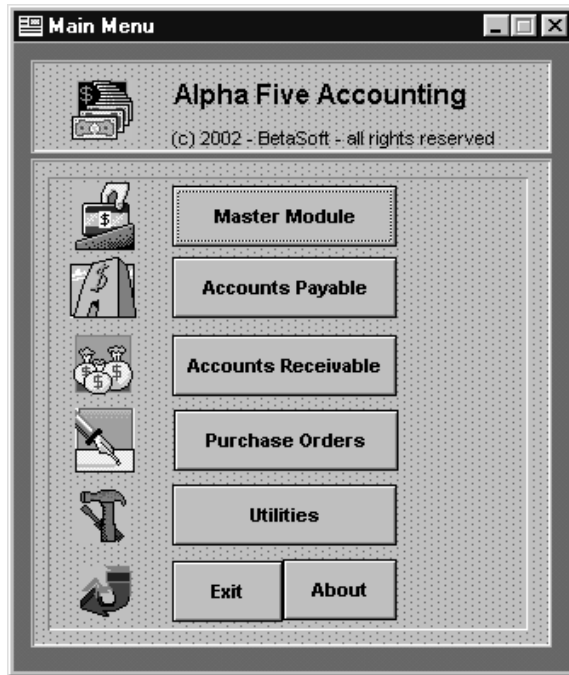 Main Menu
Alpha Five Accounting
(c) 2002 - BetaSoft - all rights reserved
$
$
Master Module
$
Accounts Payable
$ $ $
Accounts Receivable
Purchase Orders
Utilities
Exit About